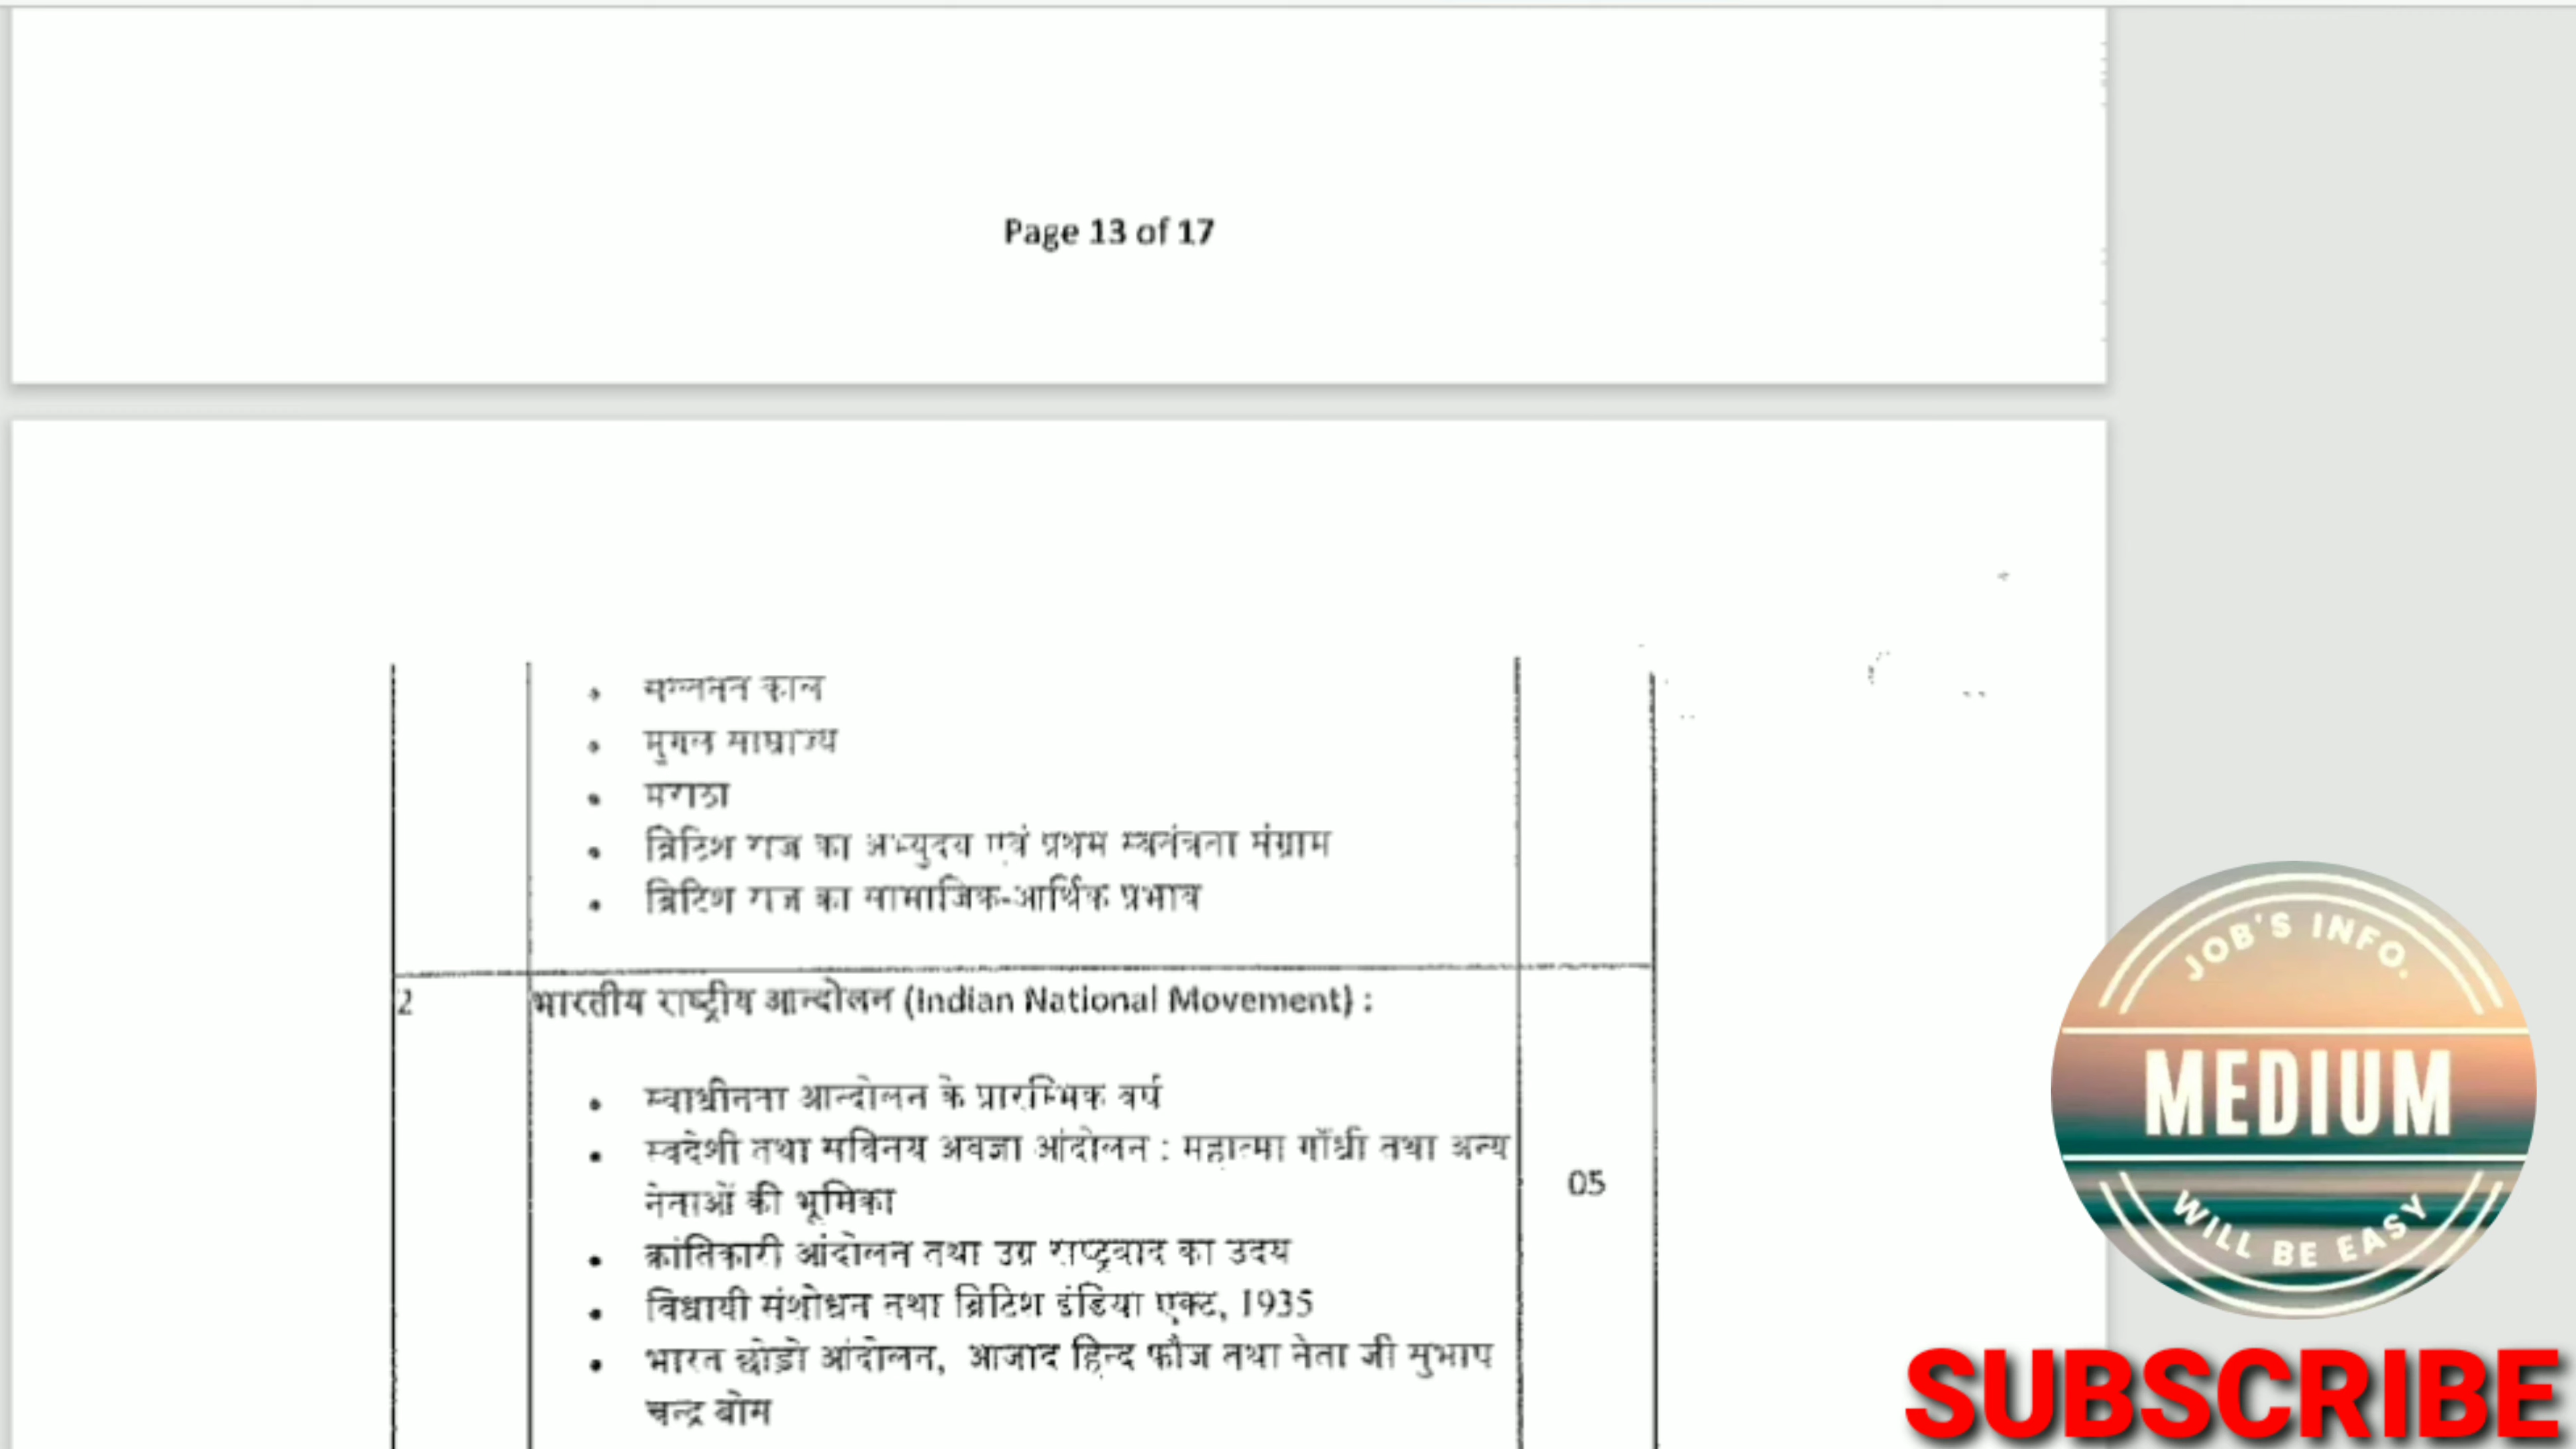 Page 13 of 17
• सल्तनत काल
• मुगल साम्राज्य
• मराठा
• ब्रिटिश राज का अभ्युदय एवं प्रथम स्वतंत्रता संग्राम
• ब्रिटिश राज का सामाजिक-आर्थिक प्रभाव
2 भारतीय राष्ट्रीय आन्दोलन (Indian National Movement) :
• स्वाधीनता आन्दोलन के प्रारम्भिक वर्ष
• स्वदेशी तथा सविनय अवज्ञा आंदोलन : महात्मा गाँधी तथा अन्य
नेताओं की भूमिका
05
• क्रांतिकारी आंदोलन तथा उग्र राष्ट्रवाद का उदय
• विधायी संशोधन तथा ब्रिटिश इंडिया एक्ट, 1935
• भारत छोड़ो आंदोलन, आजाद हिन्द फौज तथा नेता जी सुभाष
चन्द्र बोस
JOB'S INFO.
MEDIUM
WILL BE EASY
SUBSCRIBE